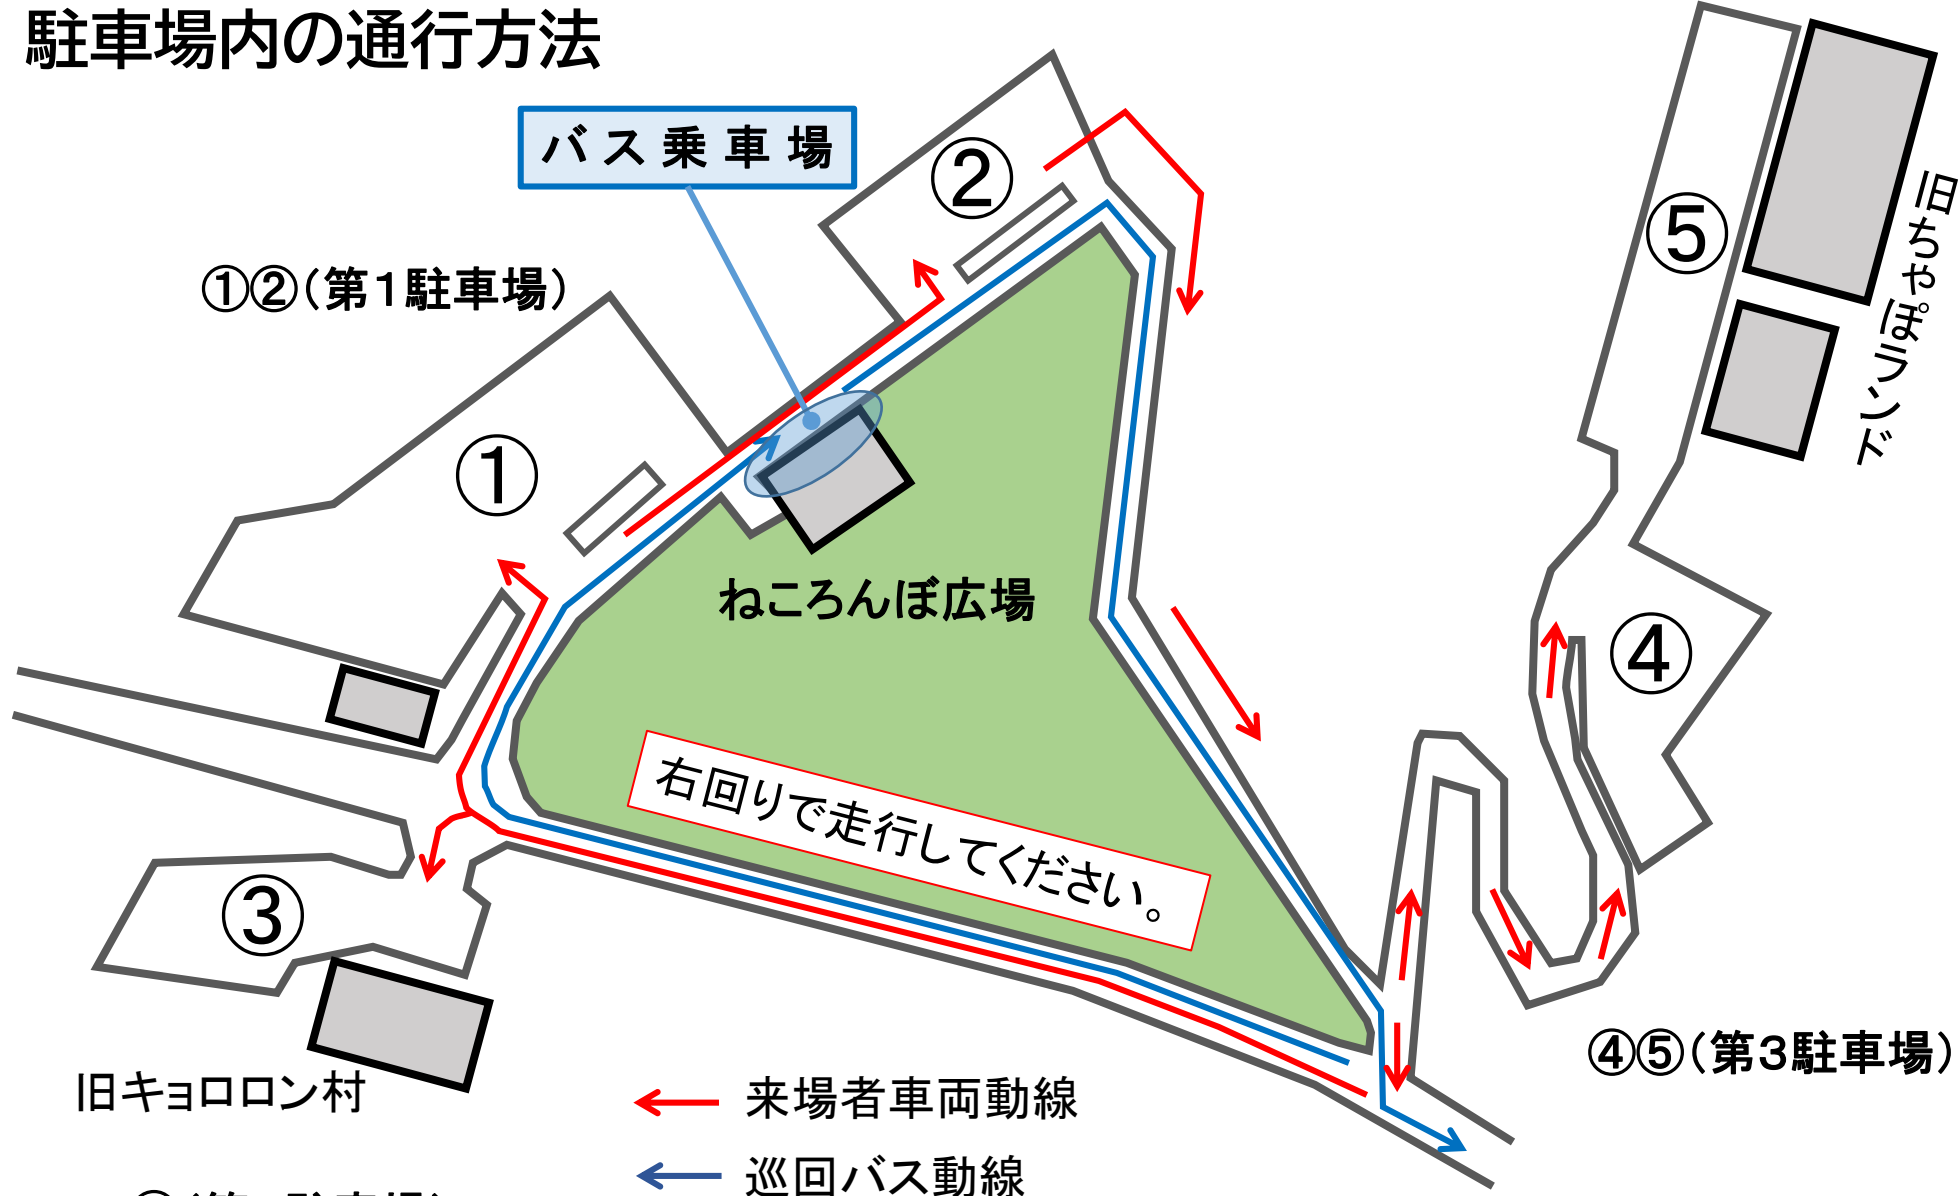 駐車場内の通行方法
バス乗車場
②
①②（第１駐車場）
⑤
旧ちゃぽランド
①
ねころんぼ広場
④
右回りで走行してください。
③
④⑤（第３駐車場）
旧キョロロン村
来場者車両動線
巡回バス動線